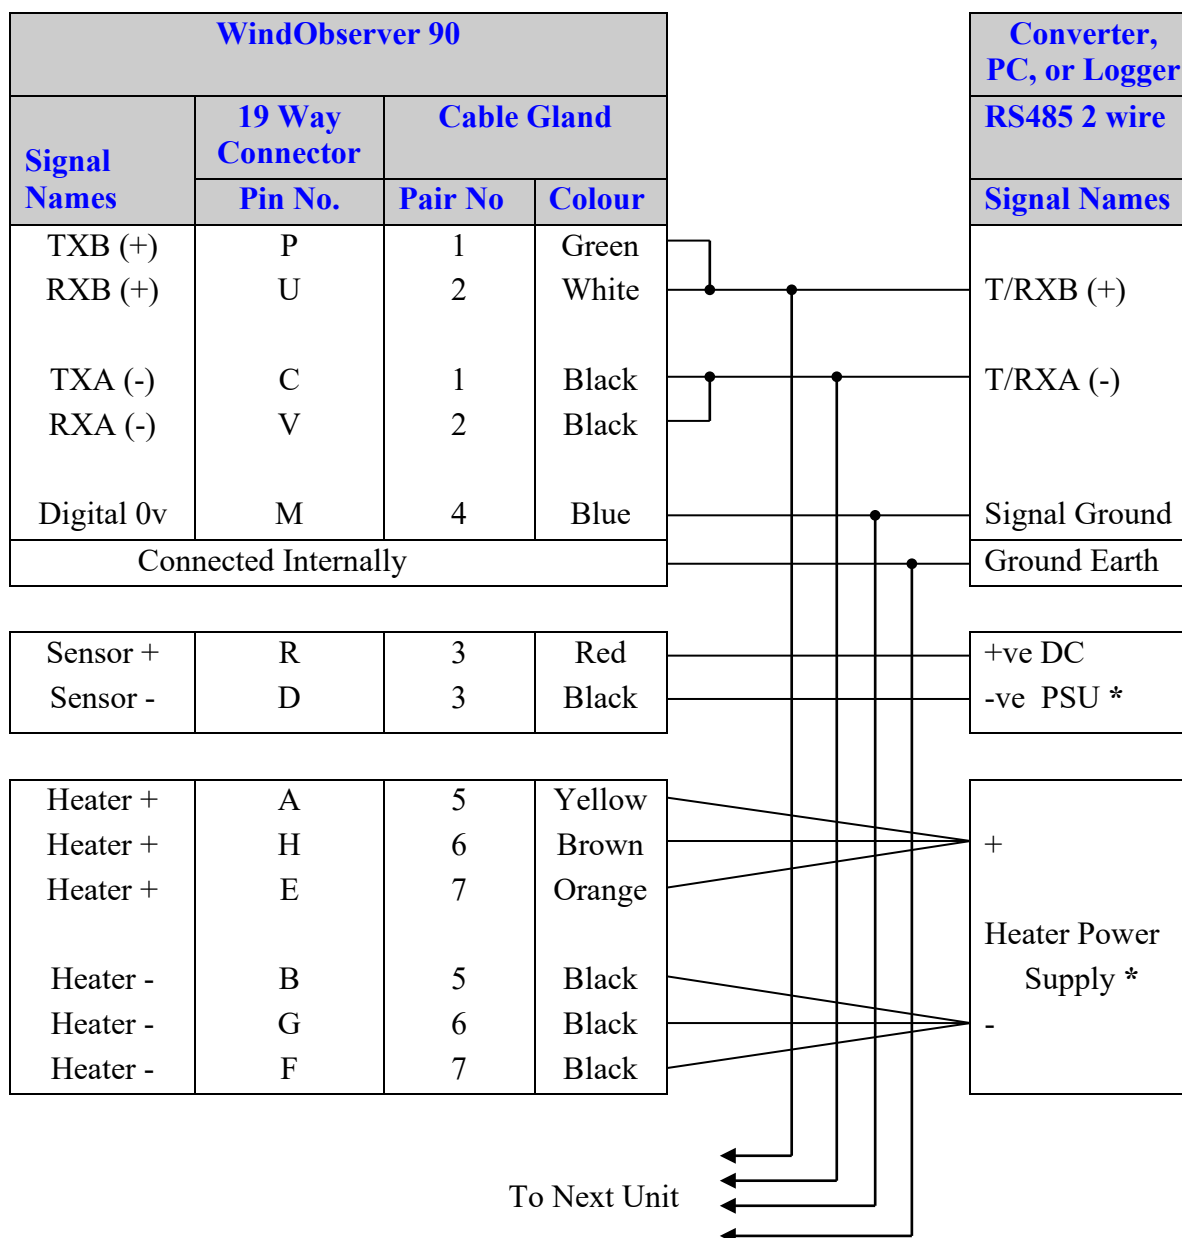 WindObserver 90
Converter,
PC, or Logger
Signal
Names
19 Way
Connector
Cable Gland
RS485 2 wire
Pin No.
Pair No
Colour
Signal Names
TXB (+) P 1 Green
RXB (+) U 2 White T/RXB (+)
TXA (-) C 1 Black T/RXA (-)
RXA (-) V 2 Black
Digital 0v M 4 Blue Signal Ground
Connected Internally Ground Earth
Sensor + R 3 Red +ve DC
Sensor - D 3 Black -ve PSU *
Heater + A 5 Yellow
Heater + H 6 Brown +
Heater + E 7 Orange
Heater Power
Heater - B 5 Black Supply *
Heater - G 6 Black -
Heater - F 7 Black
To Next Unit